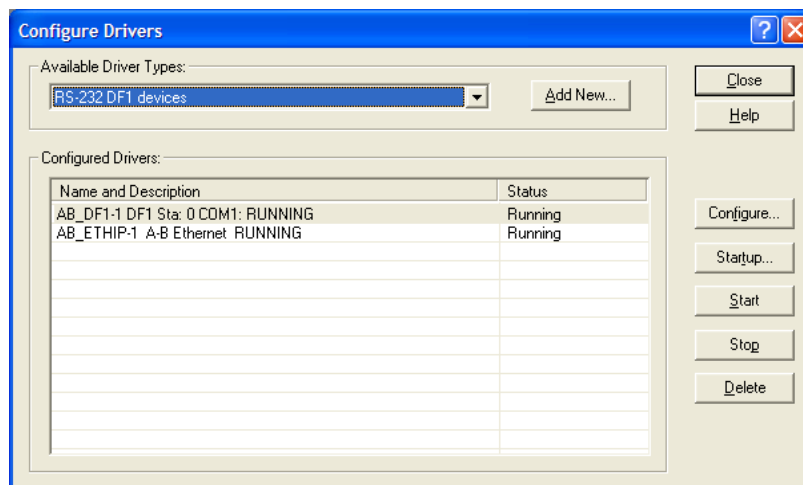 Configure Drivers
Available Driver Types:
RS-232 DF1 devices
Add New...
Close
Help
Configured Drivers:
Name and Description Status
AB_DF1-1 DF1 Sta: 0 COM1: RUNNING Running
AB_ETHIP-1 A-B Ethernet RUNNING Running
Configure...
Startup...
Start
Stop
Delete